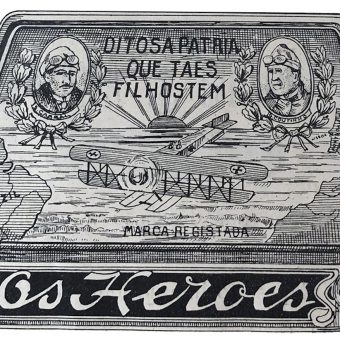 DITOSA PATRIA
QUE TAES
FILHOS TEM
MARCA REGISTADA
Os Heroes